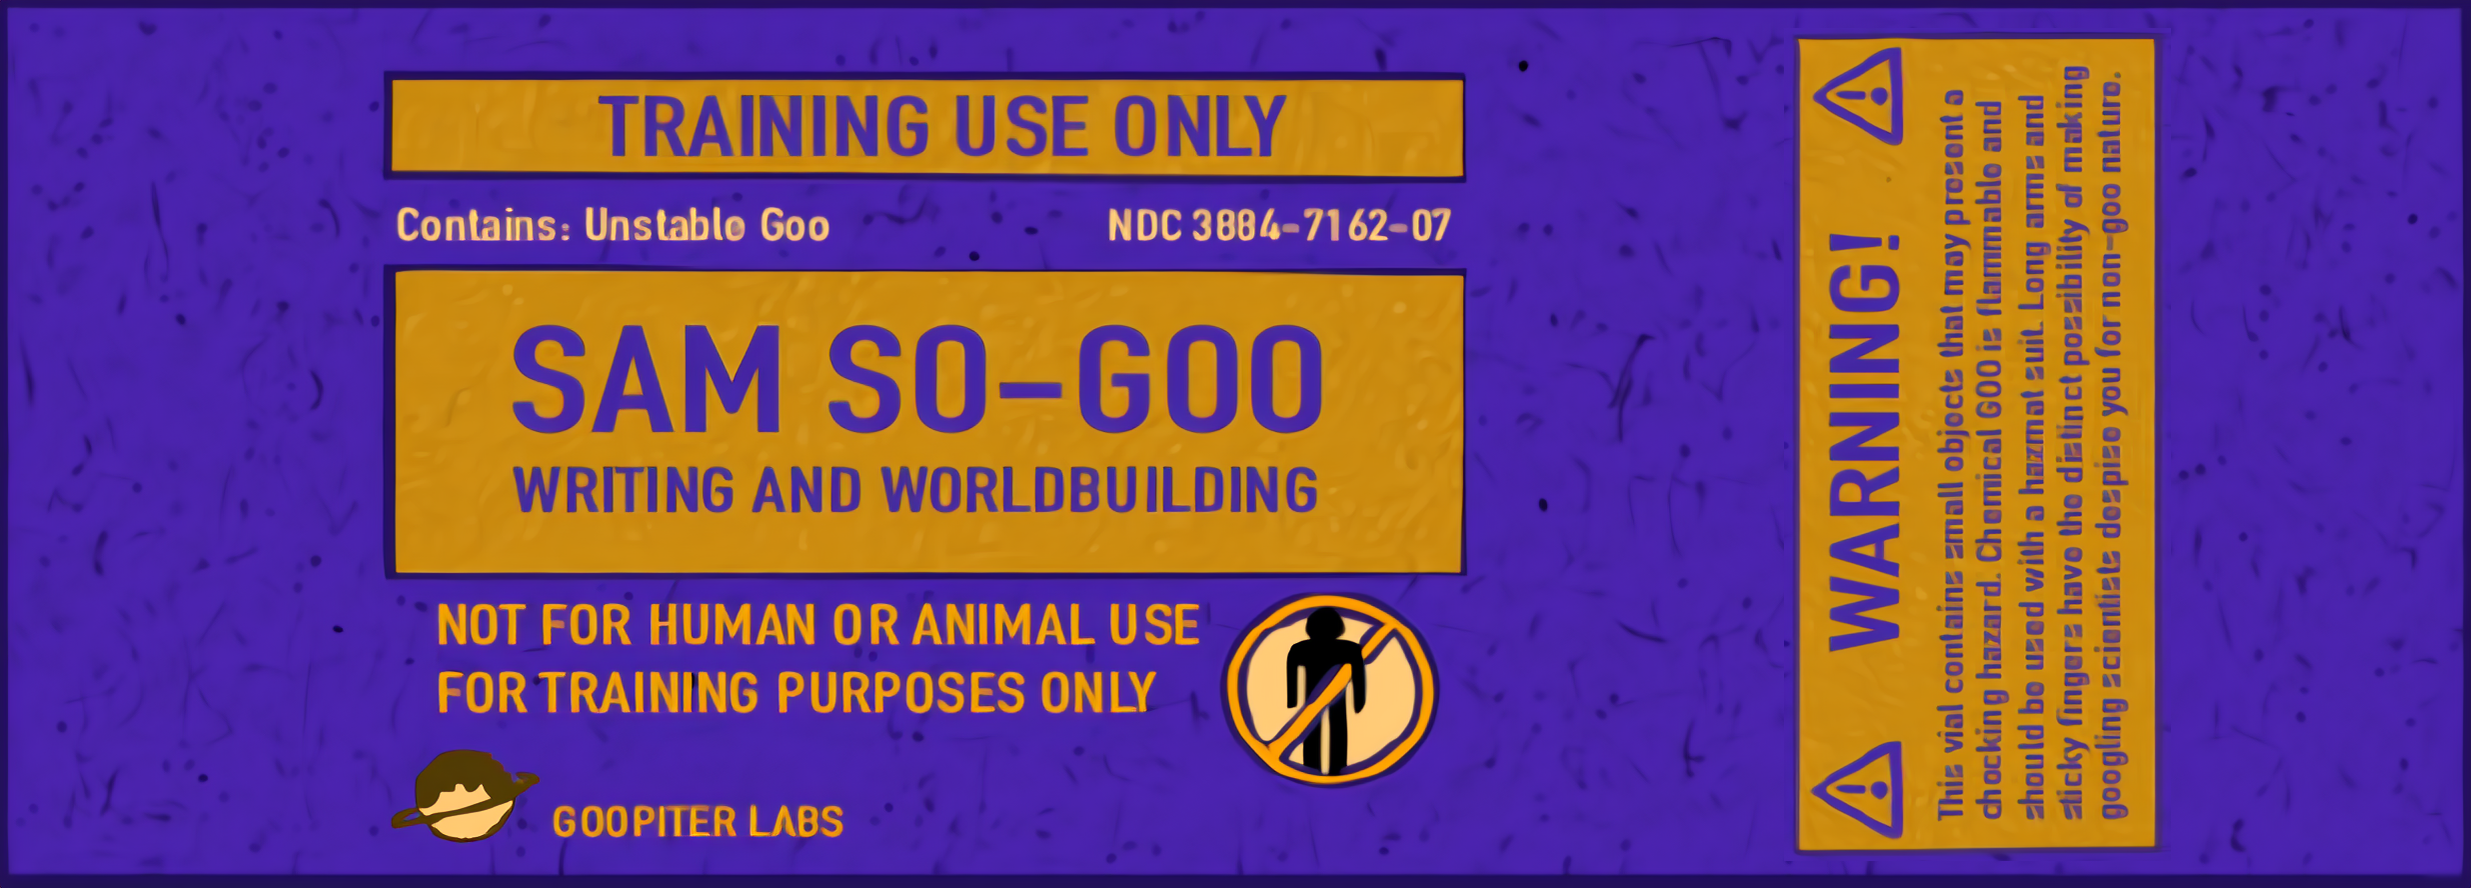 TRAINING USE ONLY
Contains: Unstable Goo
NDC 3884-7162-07
SAM SO-GOO
WRITING AND WORLDBUILDING
NOT FOR HUMAN OR ANIMAL USE
FOR TRAINING PURPOSES ONLY
GOOPITER LABS
WARNING!
This vial contains small objects that may present a
chocking hazard. Chemical GOO is flammable and
should be used with a hazmat suit. Long arms and
sticky fingers have the distinct possibility of making
googling scientists despise you for non-goo nature.